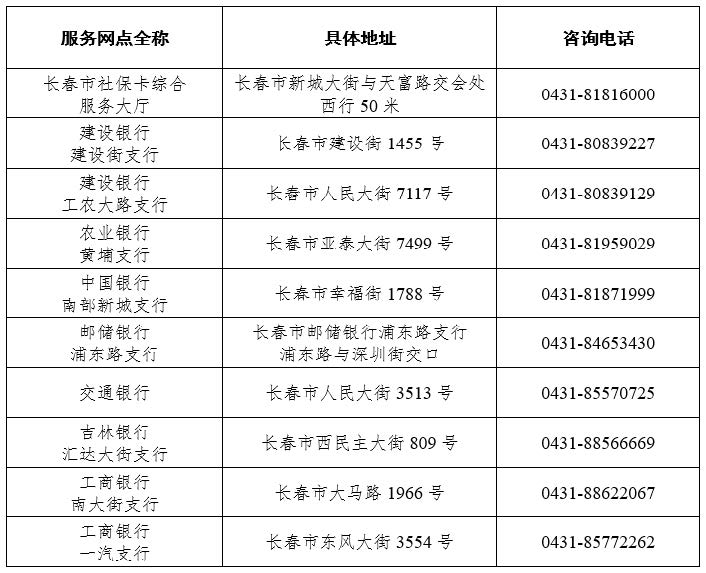 服务网点全称 具体地址 咨询电话
长春市社保卡综合
服务大厅
长春市新城大街与天富路交会处
西行 50 米
0431-81816000
建设银行
建设街支行
长春市建设街 1455 号
0431-80839227
建设银行
工农大路支行
长春市人民大街 7117 号
0431-80839129
农业银行
黄埔支行
长春市亚泰大街 7499 号
0431-81959029
中国银行
南部新城支行
长春市幸福街 1788 号
0431-81871999
邮储银行
浦东路支行
长春市邮储银行浦东路支行
浦东路与深圳街交口
0431-84653430
交通银行
长春市人民大街 3513 号
0431-85570725
吉林银行
汇达大街支行
长春市西民主大街 809 号
0431-88566669
工商银行
南大街支行
长春市大马路 1966 号
0431-88622067
工商银行
一汽支行
长春市东风大街 3554 号
0431-85772262